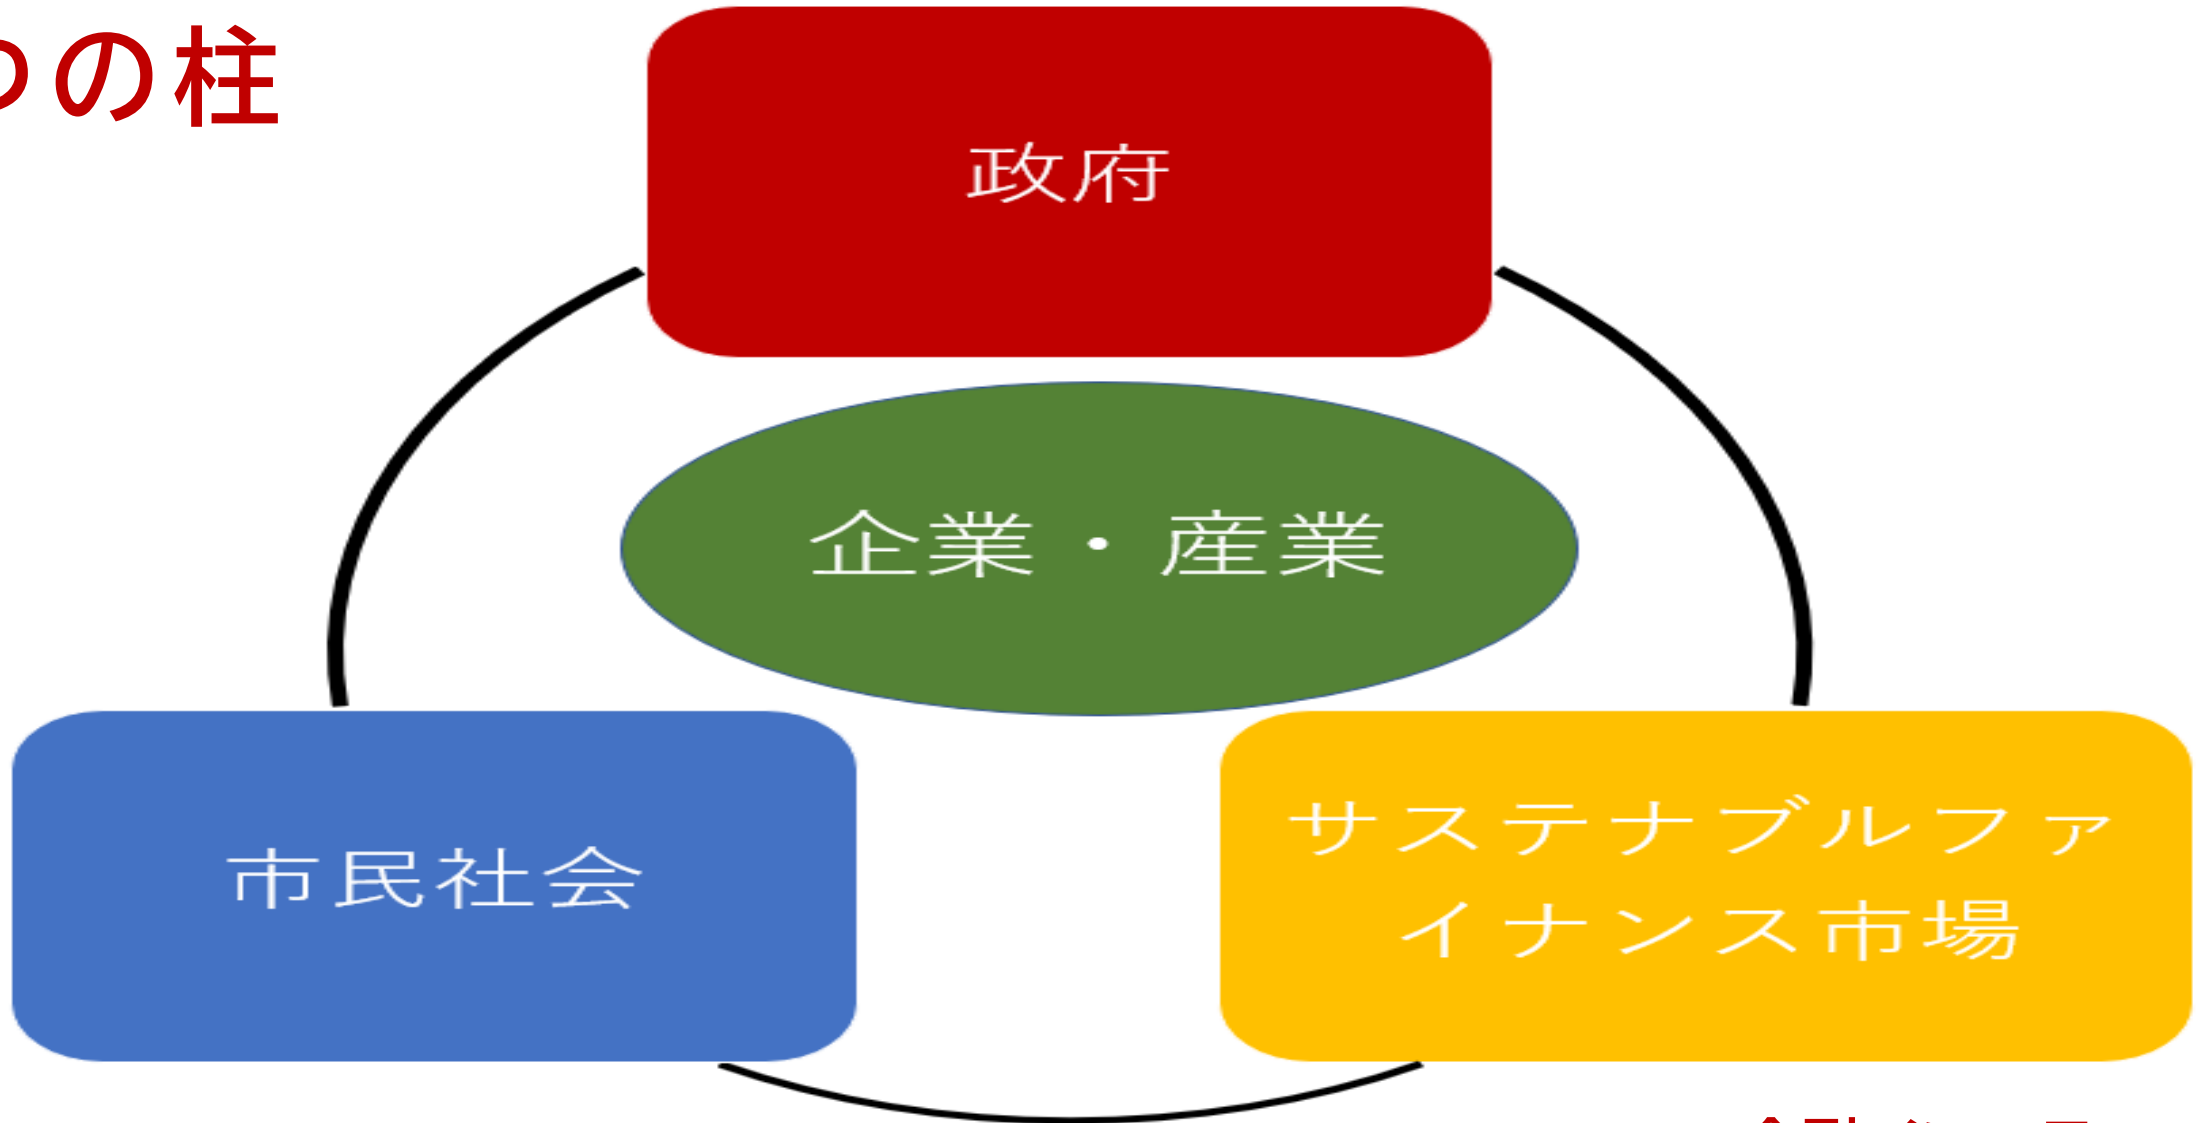 つの柱
政府
企業・産業
サステナブルファ
イナンス市場
市民社会